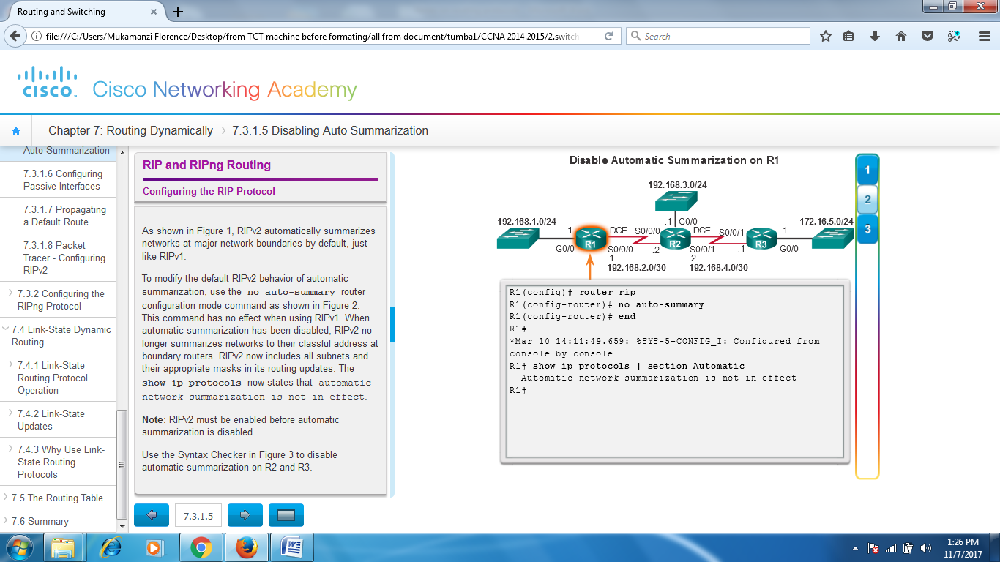 Routing and Switching
file:///C:/Users/Mukamanzi Florence/Desktop/from TCT machine before formating/all from document/tumba1/CCNA 2014.2015/2.switch
Search
CISCO
Cisco Networking Academy
Chapter 7: Routing Dynamically
7.3.1.5 Disabling Auto Summarization
Auto Summarization
7.3.1.6 Configuring
Passive Interfaces
7.3.1.7 Propagating
a Default Route
7.3.1.8 Packet
Tracer - Configuring
RIPv2
7.3.2 Configuring the
RIPng Protocol
7.4 Link-State Dynamic
Routing
7.4.1 Link-State
Routing Protocol
Operation
7.4.2 Link-State
Updates
7.4.3 Why Use Link-
State Routing
Protocols
7.5 The Routing Table
7.6 Summary
RIP and RIPng Routing
Configuring the RIP Protocol
As shown in Figure 1, RIPv2 automatically summarizes
networks at major network boundaries by default, just
like RIPv1.
To modify the default RIPv2 behavior of automatic
summarization, use the no auto-summary router
configuration mode command as shown in Figure 2.
This command has no effect when using RIPv1. When
automatic summarization has been disabled, RIPv2 no
longer summarizes networks to their classful address at
boundary routers. RIPv2 now includes all subnets and
their appropriate masks in its routing updates. The
show ip protocols now states that automatic
network summarization is not in effect.
Note: RIPv2 must be enabled before automatic
summarization is disabled.
Use the Syntax Checker in Figure 3 to disable
automatic summarization on R2 and R3.
7.3.1.5
Disable Automatic Summarization on R1
192.168.3.0/24
192.168.1.0/24
.1 G0/0
172.16.5.0/24
.1 DCE S0/0/0 DCE S0/0/1 .1
R1 R2 R3
G0/0 S0/0/0 .2 S0/0/1 .1 G0/0
.1 .2
192.168.2.0/30 192.168.4.0/30
R1(config)# router rip
R1(config-router)# no auto-summary
R1(config-router)# end
R1#
*Mar 10 14:11:49.659: %SYS-5-CONFIG_I: Configured from
console by console
R1# show ip protocols | section Automatic
Automatic network summarization is not in effect
R1#
1
2
3
1:26 PM
11/7/2017